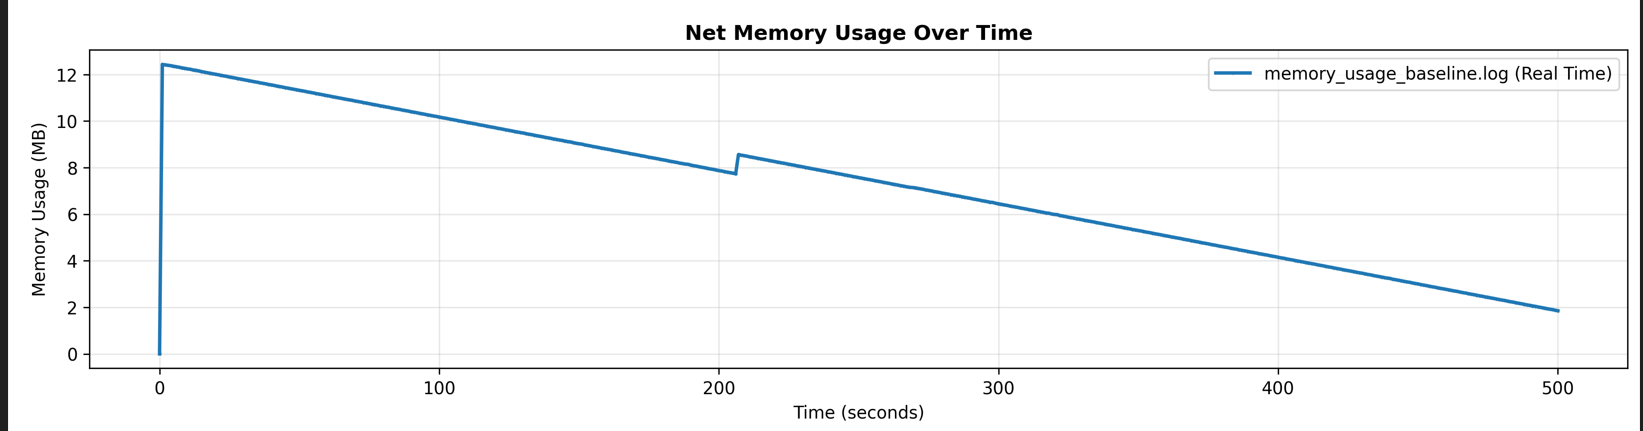 Net Memory Usage Over Time
memory_usage_baseline.log (Real Time)
Memory Usage (MB)
12
10
8
6
4
2
0
0 100 200 300 400 500
Time (seconds)